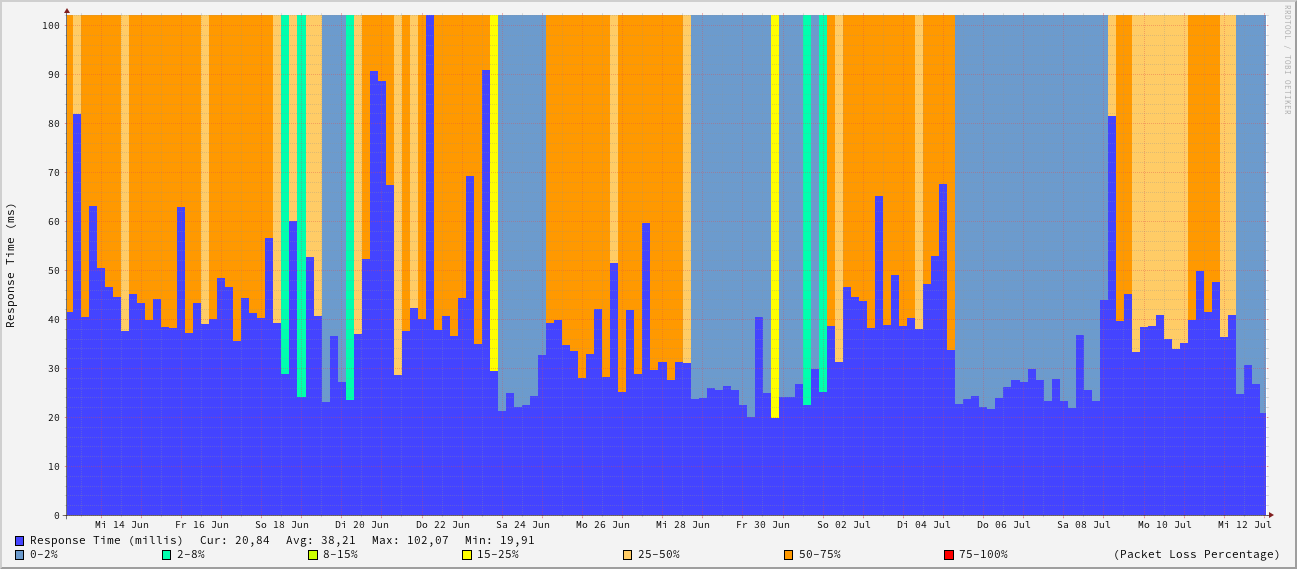 RRDTOOL / TOBI OETIKER
Response Time (ms)
100
90
80
70
60
50
40
30
20
10
0
Mi 14 Jun Fr 16 Jun So 18 Jun Di 20 Jun Do 22 Jun Sa 24 Jun Mo 26 Jun Mi 28 Jun Fr 30 Jun So 02 Jul Di 04 Jul Do 06 Jul Sa 08 Jul Mo 10 Jul Mi 12 Jul
Response Time (millis) Cur: 20,84 Avg: 38,21 Max: 102,07 Min: 19,91
0-2% 2-8% 8-15% 15-25% 25-50% 50-75% 75-100% (Packet Loss Percentage)